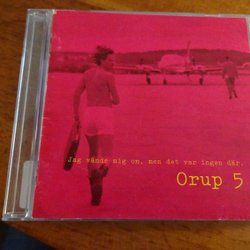 Jag vände mig om, men det var ingen där.
Orup 5